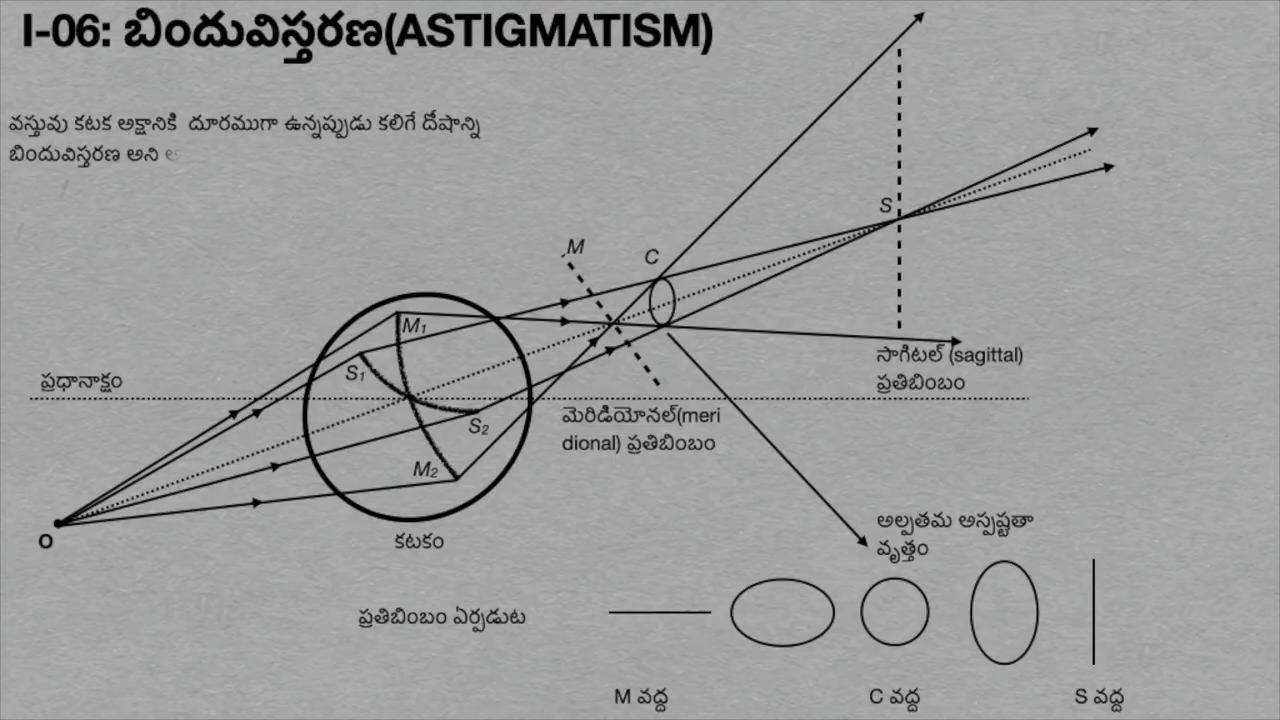 I-06: బిందువిస్తరణ(ASTIGMATISM)
వస్తువు కటక అక్షానికి దూరముగా ఉన్నప్పుడు కలిగే దోషాన్ని
బిందువిస్తరణ అని
S
M
C
M1
S1
ప్రధానాక్షం
సాగిటల్ (sagittal)
ప్రతిబింబం
మెరిడియోనల్(meri
dional) ప్రతిబింబం
S2
M2
O
కటకం
అల్పతమ అస్పష్టతా
వృత్తం
ప్రతిబింబం ఏర్పడుట
M వద్ద
C వద్ద
S వద్ద